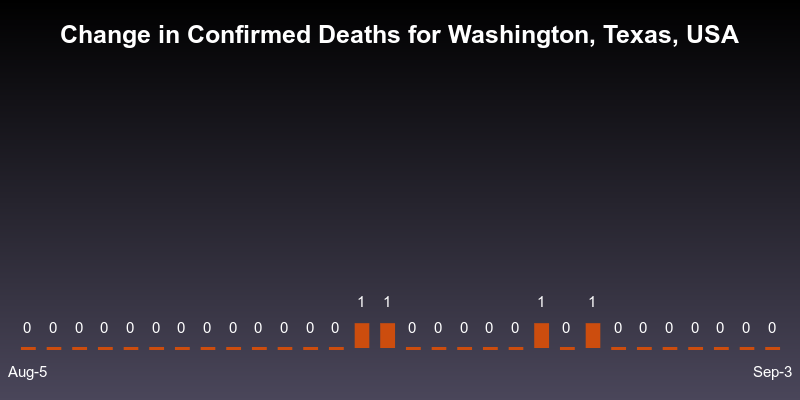 Change in Confirmed Deaths for Washington, Texas, USA
1 1 1 1
0 0 0 0 0 0 0 0 0 0 0 0 0 0 0 0 0 0 0 0 0 0 0 0 0 0
Aug-5 Sep-3